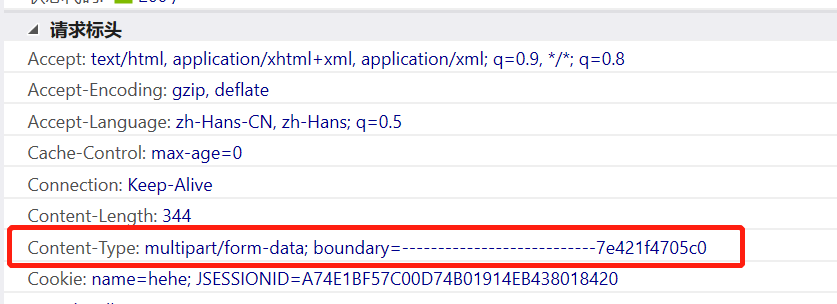 请求标头
Accept: text/html, application/xhtml+xml, application/xml; q=0.9, */*; q=0.8
Accept-Encoding: gzip, deflate
Accept-Language: zh-Hans-CN, zh-Hans; q=0.5
Cache-Control: max-age=0
Connection: Keep-Alive
Content-Length: 344
Content-Type: multipart/form-data; boundary=---------------------------7e421f4705c0
Cookie: name=hehe; JSESSIONID=A74E1BF57C00D74B01914EB438018420